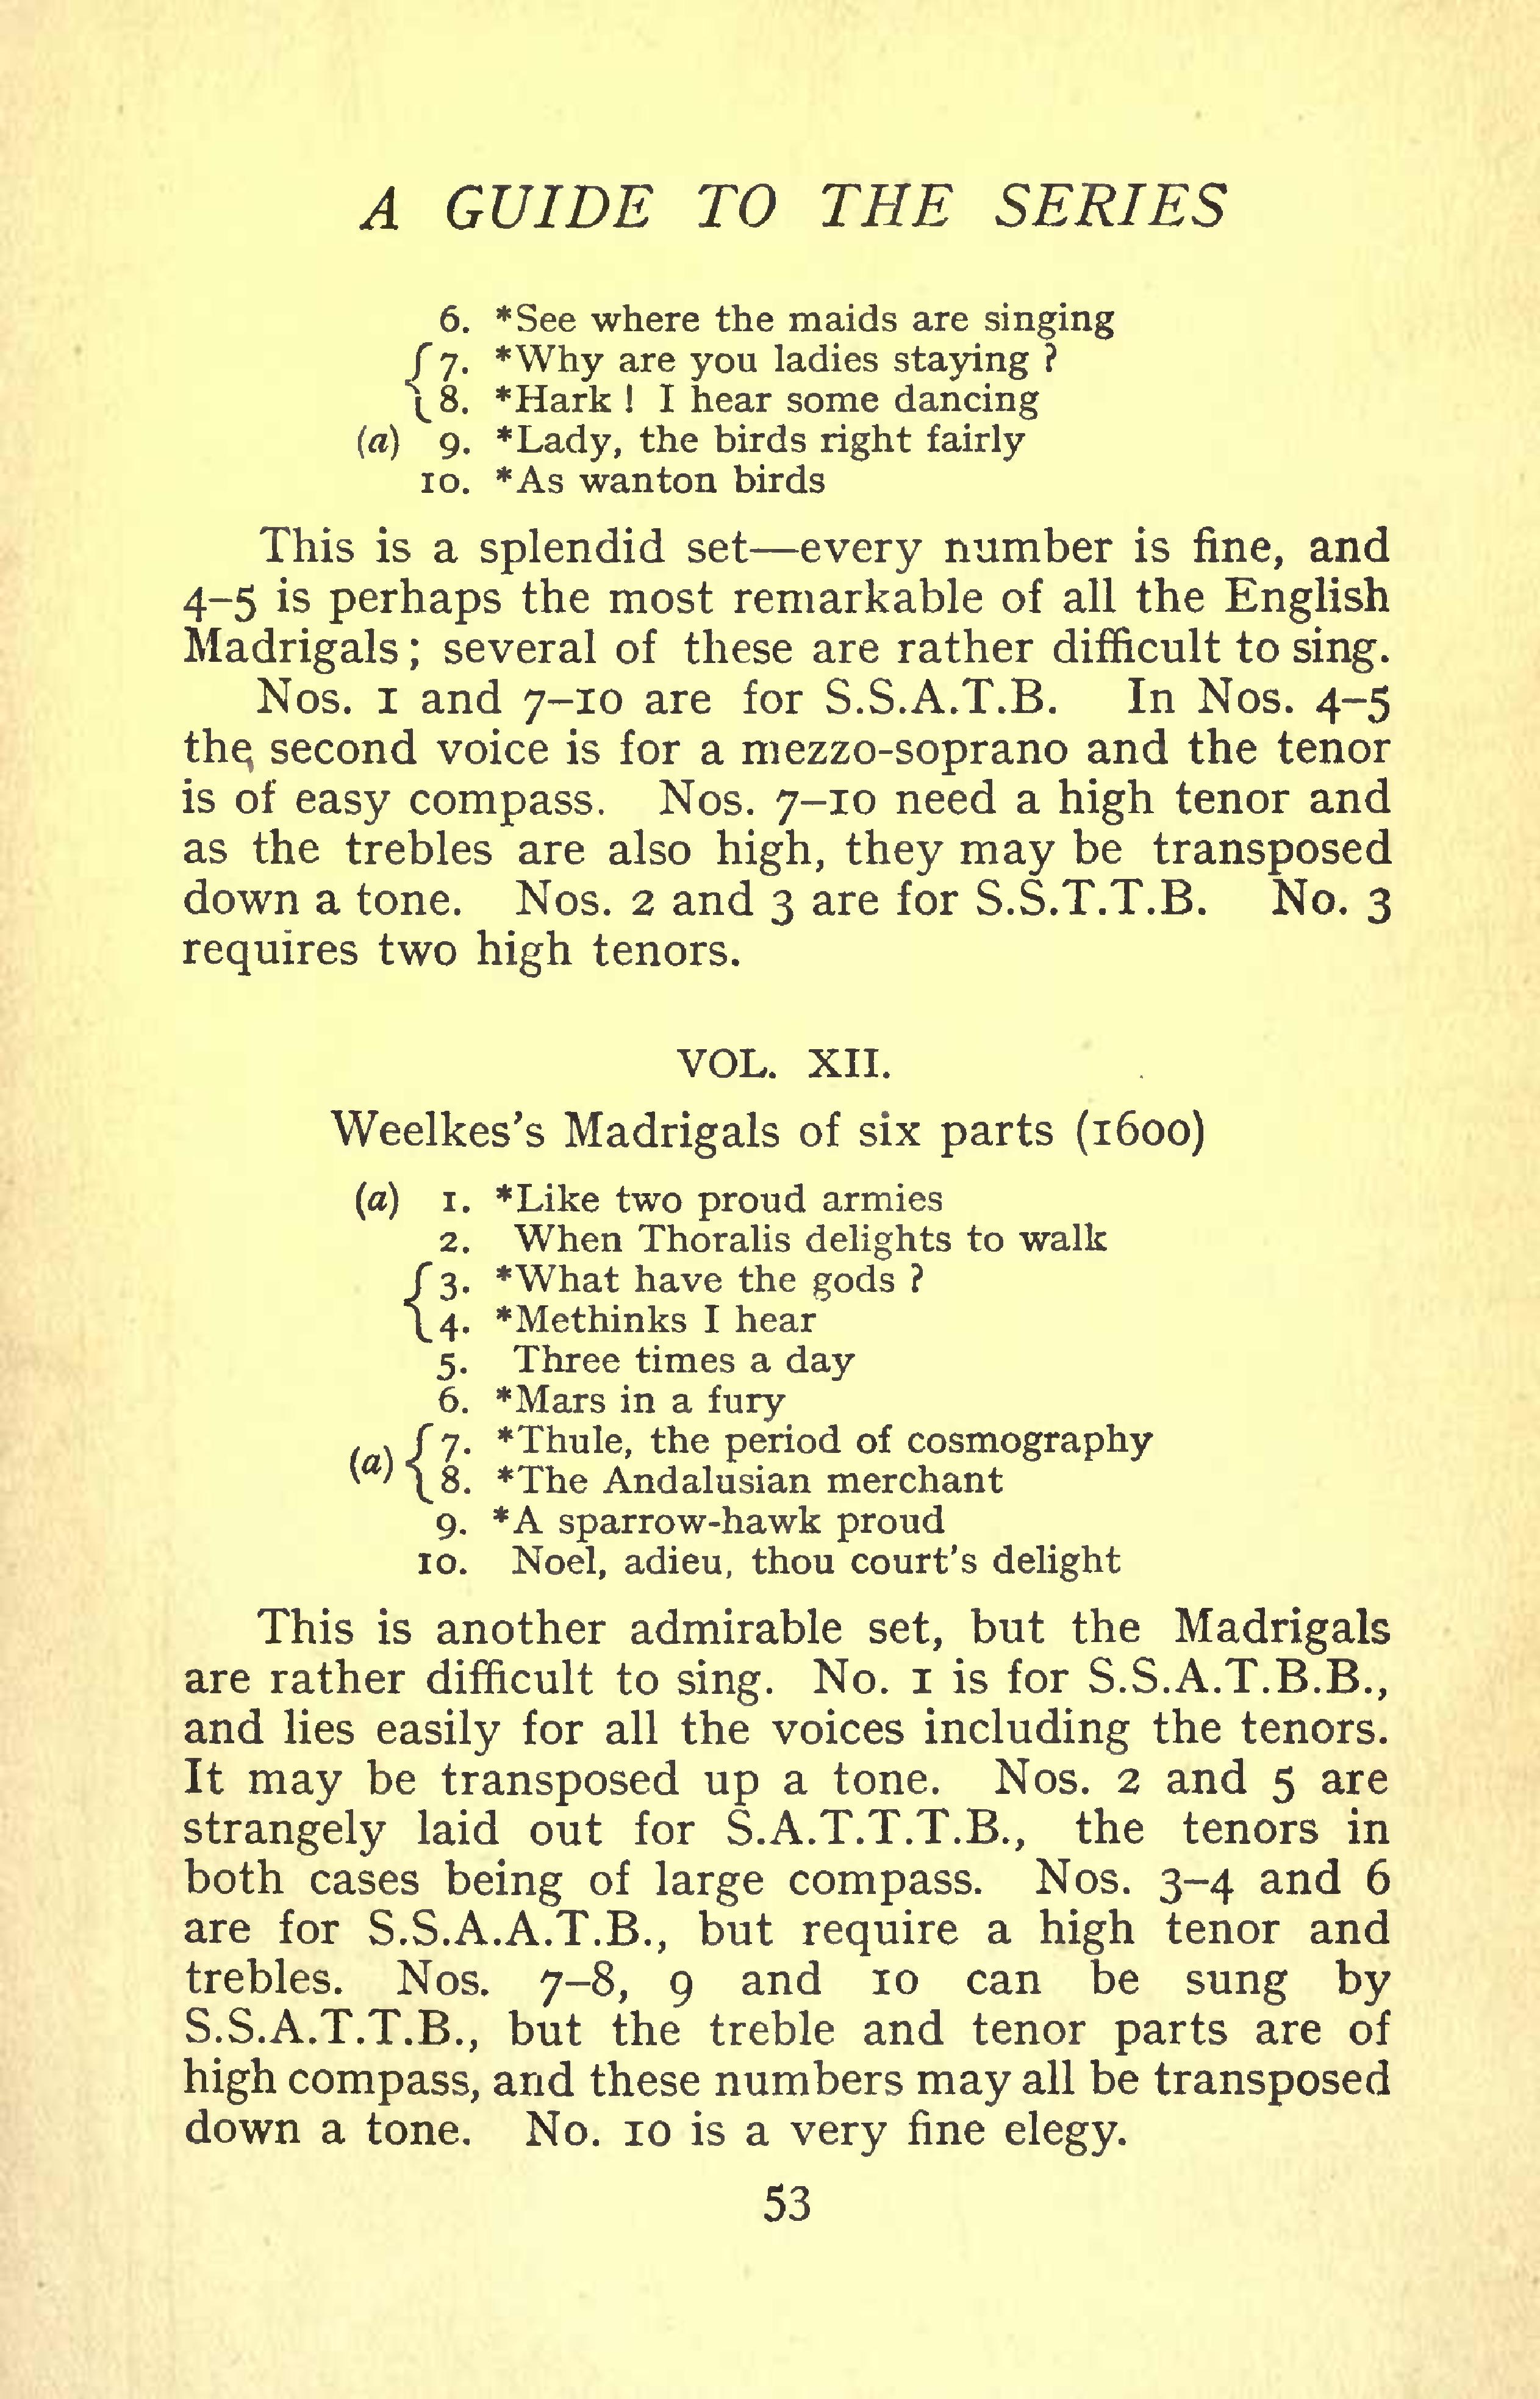 A GUIDE TO THE SERIES
6. *See where the maids are singing
7. *Why are you ladies staying ?
8. *Hark ! I hear some dancing
(a) 9. *Lady, the birds right fairly
10. *As wanton birds
This is a splendid set—every number is fine, and
4–5 is perhaps the most remarkable of all the English
Madrigals ; several of these are rather difficult to sing.
Nos. 1 and 7–10 are for S.S.A.T.B. In Nos. 4–5
the second voice is for a mezzo-soprano and the tenor
is of easy compass. Nos. 7–10 need a high tenor and
as the trebles are also high, they may be transposed
down a tone. Nos. 2 and 3 are for S.S.T.T.B. No. 3
requires two high tenors.
VOL. XII.
Weelkes's Madrigals of six parts (1600)
(a) 1. *Like two proud armies
2. When Thoralis delights to walk
3. *What have the gods ?
4. *Methinks I hear
5. Three times a day
6. *Mars in a fury
(a) 7. *Thule, the period of cosmography
8. *The Andalusian merchant
9. *A sparrow-hawk proud
10. Noel, adieu, thou court's delight
This is another admirable set, but the Madrigals
are rather difficult to sing. No. 1 is for S.S.A.T.B.B.,
and lies easily for all the voices including the tenors.
It may be transposed up a tone. Nos. 2 and 5 are
strangely laid out for S.A.T.T.T.B., the tenors in
both cases being of large compass. Nos. 3–4 and 6
are for S.S.A.A.T.B., but require a high tenor and
trebles. Nos. 7–8, 9 and 10 can be sung by
S.S.A.T.T.B., but the treble and tenor parts are of
high compass, and these numbers may all be transposed
down a tone. No. 10 is a very fine elegy.
53